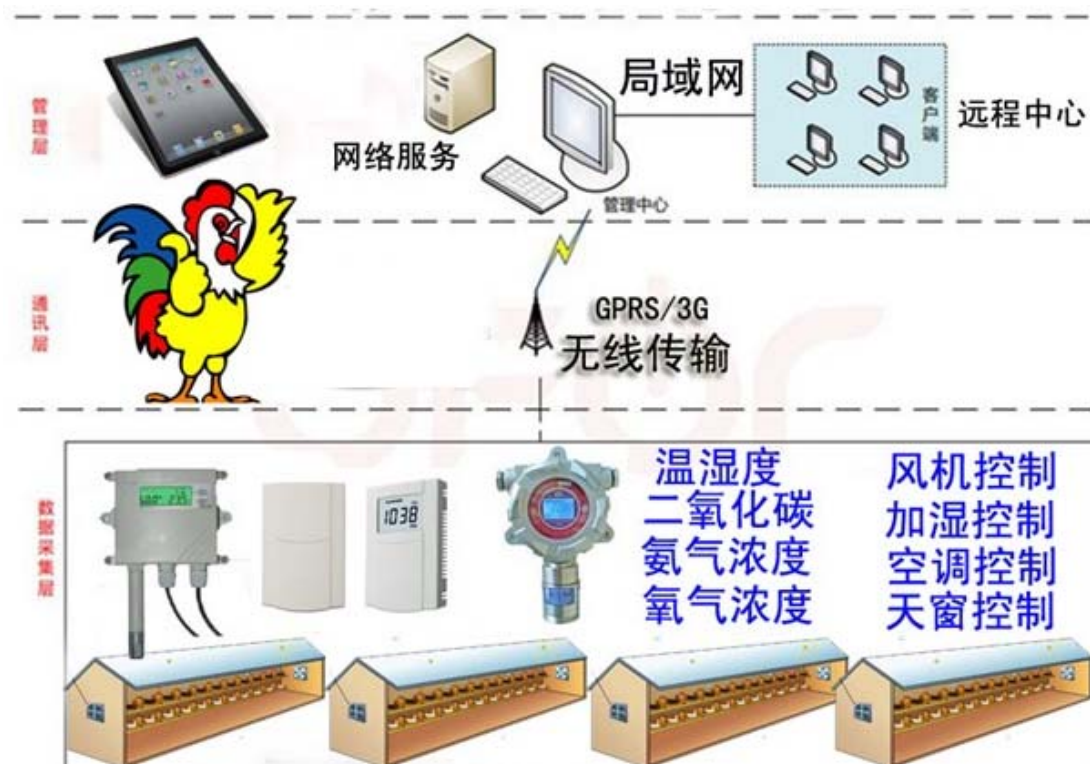 管理层
网络服务
局域网
管理中心
客户端
远程中心
通讯层
GPRS/3G
无线传输
数据采集层
1038
温湿度
二氧化碳
氨气浓度
氧气浓度
风机控制
加湿控制
空调控制
天窗控制